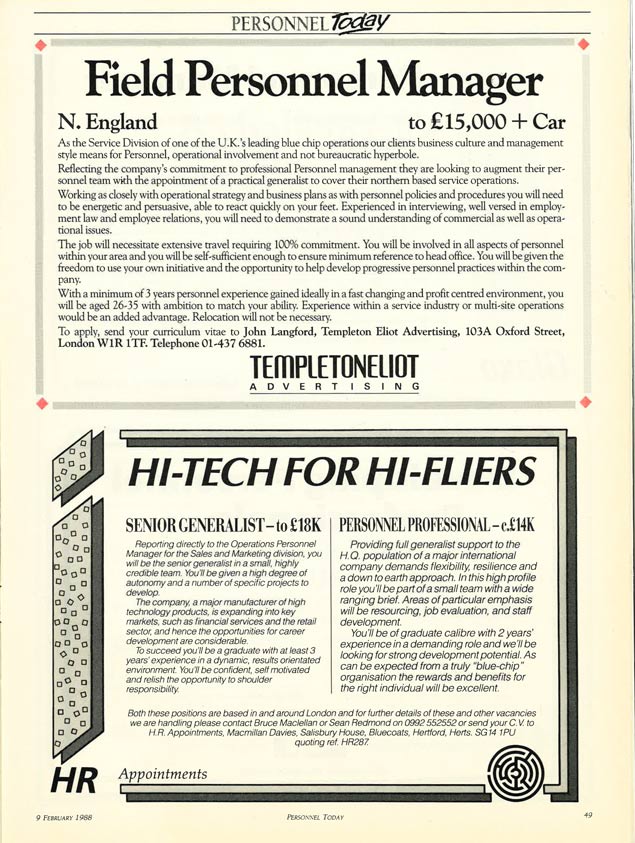 PERSONNEL Today
Field Personnel Manager
N. England to £15,000 + Car
As the Service Division of one of the U.K.'s leading blue chip operations our clients business culture and management
style means for Personnel, operational involvement and not bureaucratic hyperbole.
Reflecting the company's commitment to professional Personnel management they are looking to augment their per-
sonnel team with the appointment of a practical generalist to cover their northern based service operations.
Working as closely with operational strategy and business plans as with personnel policies and procedures you will need
to be energetic and persuasive, able to react quickly on your feet. Experienced in interviewing, well versed in employ-
ment law and employee relations, you will need to demonstrate a sound understanding of commercial as well as opera-
tional issues.
The job will necessitate extensive travel requiring 100% commitment. You will be involved in all aspects of personnel
within your area and you will be self-sufficient enough to ensure minimum reference to head office. You will be given the
freedom to use your own initiative and the opportunity to help develop progressive personnel practices within the com-
pany.
With a minimum of 3 years personnel experience gained ideally in a fast changing and profit centred environment, you
will be aged 26-35 with ambition to match your ability. Experience within a service industry or multi-site operations
would be an added advantage. Relocation will not be necessary.
To apply, send your curriculum vitae to John Langford, Templeton Eliot Advertising, 103A Oxford Street,
London W1R 1TF. Telephone 01-437 6881.
TEMPLETONELIOT
ADVERTISING
HI-TECH FOR HI-FLIERS
SENIOR GENERALIST – to £18K
Reporting directly to the Operations Personnel
Manager for the Sales and Marketing division, you
will be the senior generalist in a small, highly
credible team. You'll be given a high degree of
autonomy and a number of specific projects to
develop.
The company, a major manufacturer of high
technology products, is expanding into key
markets, such as financial services and the retail
sector, and hence the opportunities for career
development are considerable.
To succeed you'll be a graduate with at least 3
years' experience in a dynamic, results orientated
environment. You'll be confident, self motivated
and relish the opportunity to shoulder
responsibility.
PERSONNEL PROFESSIONAL – c.£14K
Providing full generalist support to the
H.Q. population of a major international
company demands flexibility, resilience and
a down to earth approach. In this high profile
role you'll be part of a small team with a wide
ranging brief. Areas of particular emphasis
will be resourcing, job evaluation, and staff
development.
You'll be of graduate calibre with 2 years'
experience in a demanding role and we'll be
looking for strong development potential. As
can be expected from a truly "blue-chip"
organisation the rewards and benefits for
the right individual will be excellent.
Both these positions are based in and around London and for further details of these and other vacancies
we are handling please contact Bruce Maclellan or Sean Redmond on 0992 552552 or send your C.V. to
H.R. Appointments, Macmillan Davies, Salisbury House, Bluecoats, Hertford, Herts. SG14 1PU
quoting ref. HR287.
HR Appointments
9 FEBRUARY 1988 PERSONNEL TODAY 49